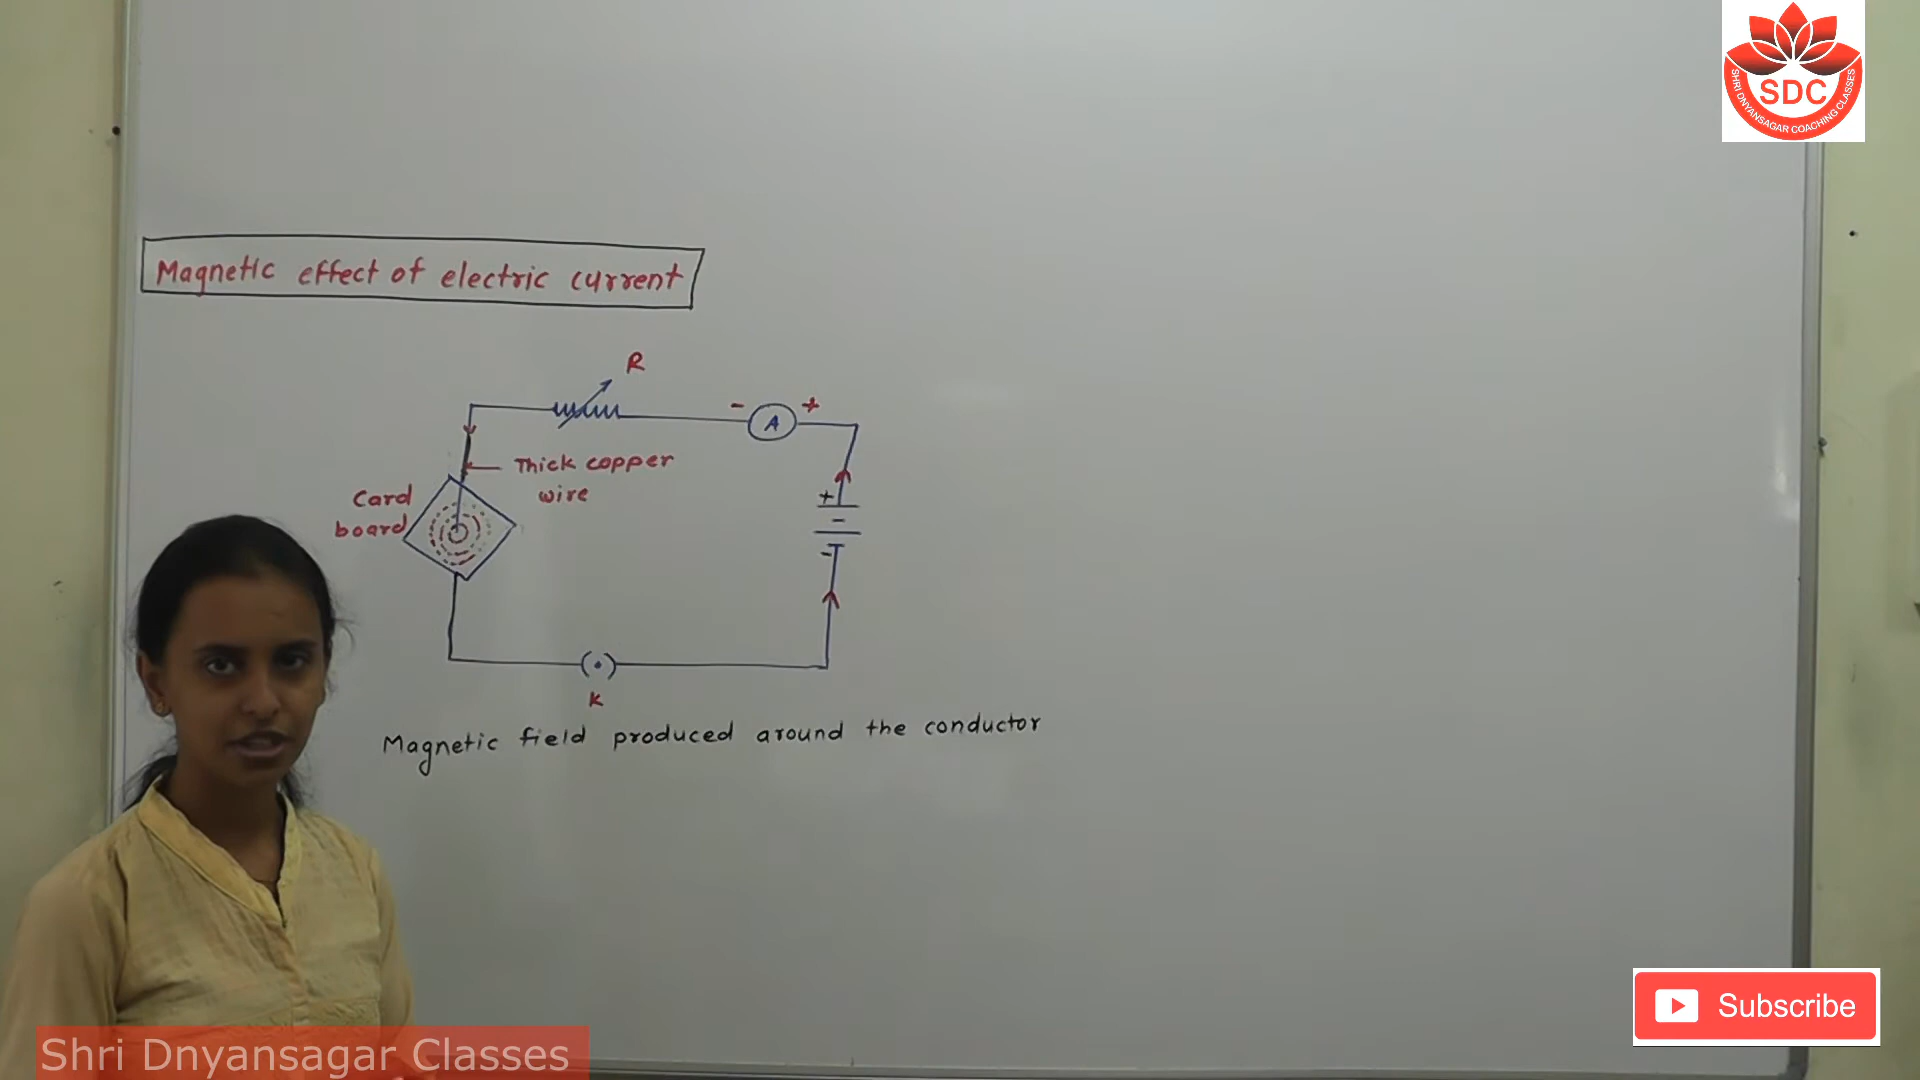 SDC
SHRI DNYANSAGAR COACHING CLASSES
Magnetic effect of electric current
R
- +
A
Thick copper
wire
Card
board
+
-
-
K
Magnetic field produced around the conductor
Subscribe
Shri Dnyansagar Classes